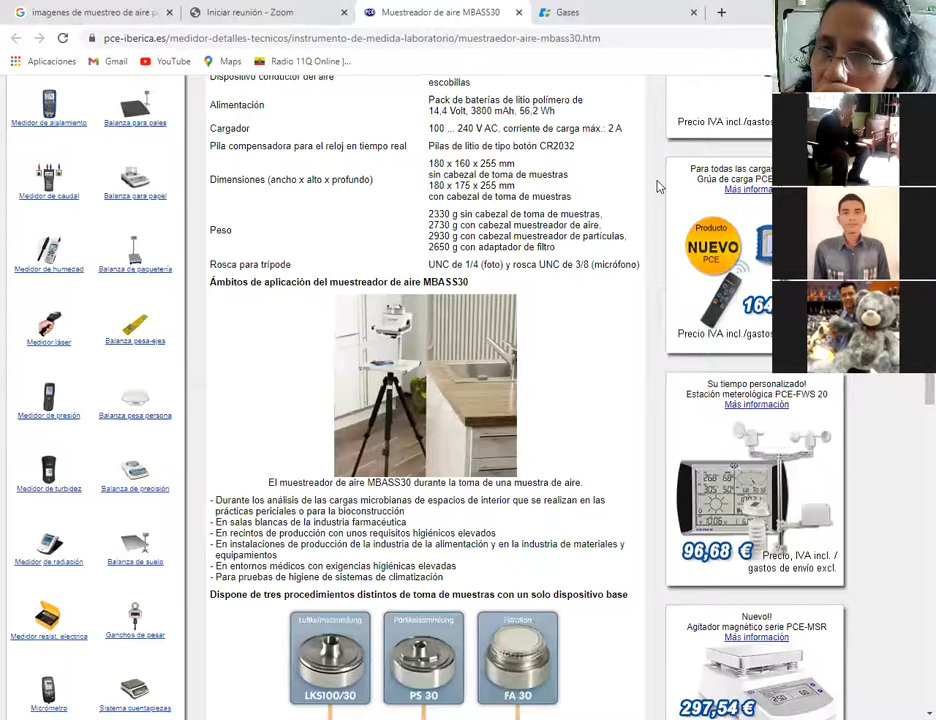 imagenes de muestreo de aire p
Iniciar reunión - Zoom
Muestreador de aire MBASS30
Gases
pce-iberica.es/medidor-detalles-tecnicos/instrumento-de-medida-laboratorio/muestraedor-aire-mbass30.htm
Aplicaciones
Gmail
YouTube
Maps
Radio 11Q Online |...
Medidor de aislamiento
Balanza para pales
Medidor de caudal
Balanza para papel
Medidor de humedad
Balanza de paquetería
Medidor láser
Balanza pesa-ejes
Medidor de presión
Balanza pesa persona
Medidor de turbidez
Balanza de precisión
Medidor de radiación
Balanza de suelo
Medidor resist. electrica
Ganchos de pesar
Micrómetro
Sistema cuentapiezas
Dispositivo conductor del aire
escobillas
Alimentación
Pack de baterías de litio polímero de
14,4 Volt, 3800 mAh, 56,2 Wh
Cargador
100 ... 240 V AC, corriente de carga máx.: 2 A
Pila compensadora para el reloj en tiempo real
Pilas de litio de tipo botón CR2032
Dimensiones (ancho x alto x profundo)
180 x 160 x 255 mm
sin cabezal de toma de muestras
180 x 175 x 255 mm
con cabezal de toma de muestras
Peso
2330 g sin cabezal de toma de muestras,
2730 g con cabezal muestreador de aire,
2930 g con cabezal muestreador de partículas,
2650 g con adaptador de filtro
Rosca para trípode
UNC de 1/4 (foto) y rosca UNC de 3/8 (micrófono)
Ámbitos de aplicación del muestreador de aire MBASS30
El muestreador de aire MBASS30 durante la toma de una muestra de aire.
- Durante los análisis de las cargas microbianas de espacios de interior que se realizan en las
prácticas periciales o para la bioconstrucción
- En salas blancas de la industria farmacéutica
- En recintos de producción con unos requisitos higiénicos elevados
- En instalaciones de producción de la industria de la alimentación y en la industria de materiales y
equipamientos
- En entornos médicos con exigencias higiénicas elevadas
- Para pruebas de higiene de sistemas de climatización
Dispone de tres procedimientos distintos de toma de muestras con un solo dispositivo base
Luftkeimsammlung
Partikelsammlung
Filtration
LKS100/30
PS 30
FA 30
Precio IVA incl./gastos
Para todas las cargas
Grúa de carga PCE-
Más informa
Producto
NUEVO
PCE
164
Precio IVA incl./gastos
Su tiempo personalizado!
Estación meterológica PCE-FWS 20
Más información
96,68 €
Precio, IVA incl. /
gastos de envío excl.
Nuevo!!
Agitador magnético serie PCE-MSR
Más información
297,54 €